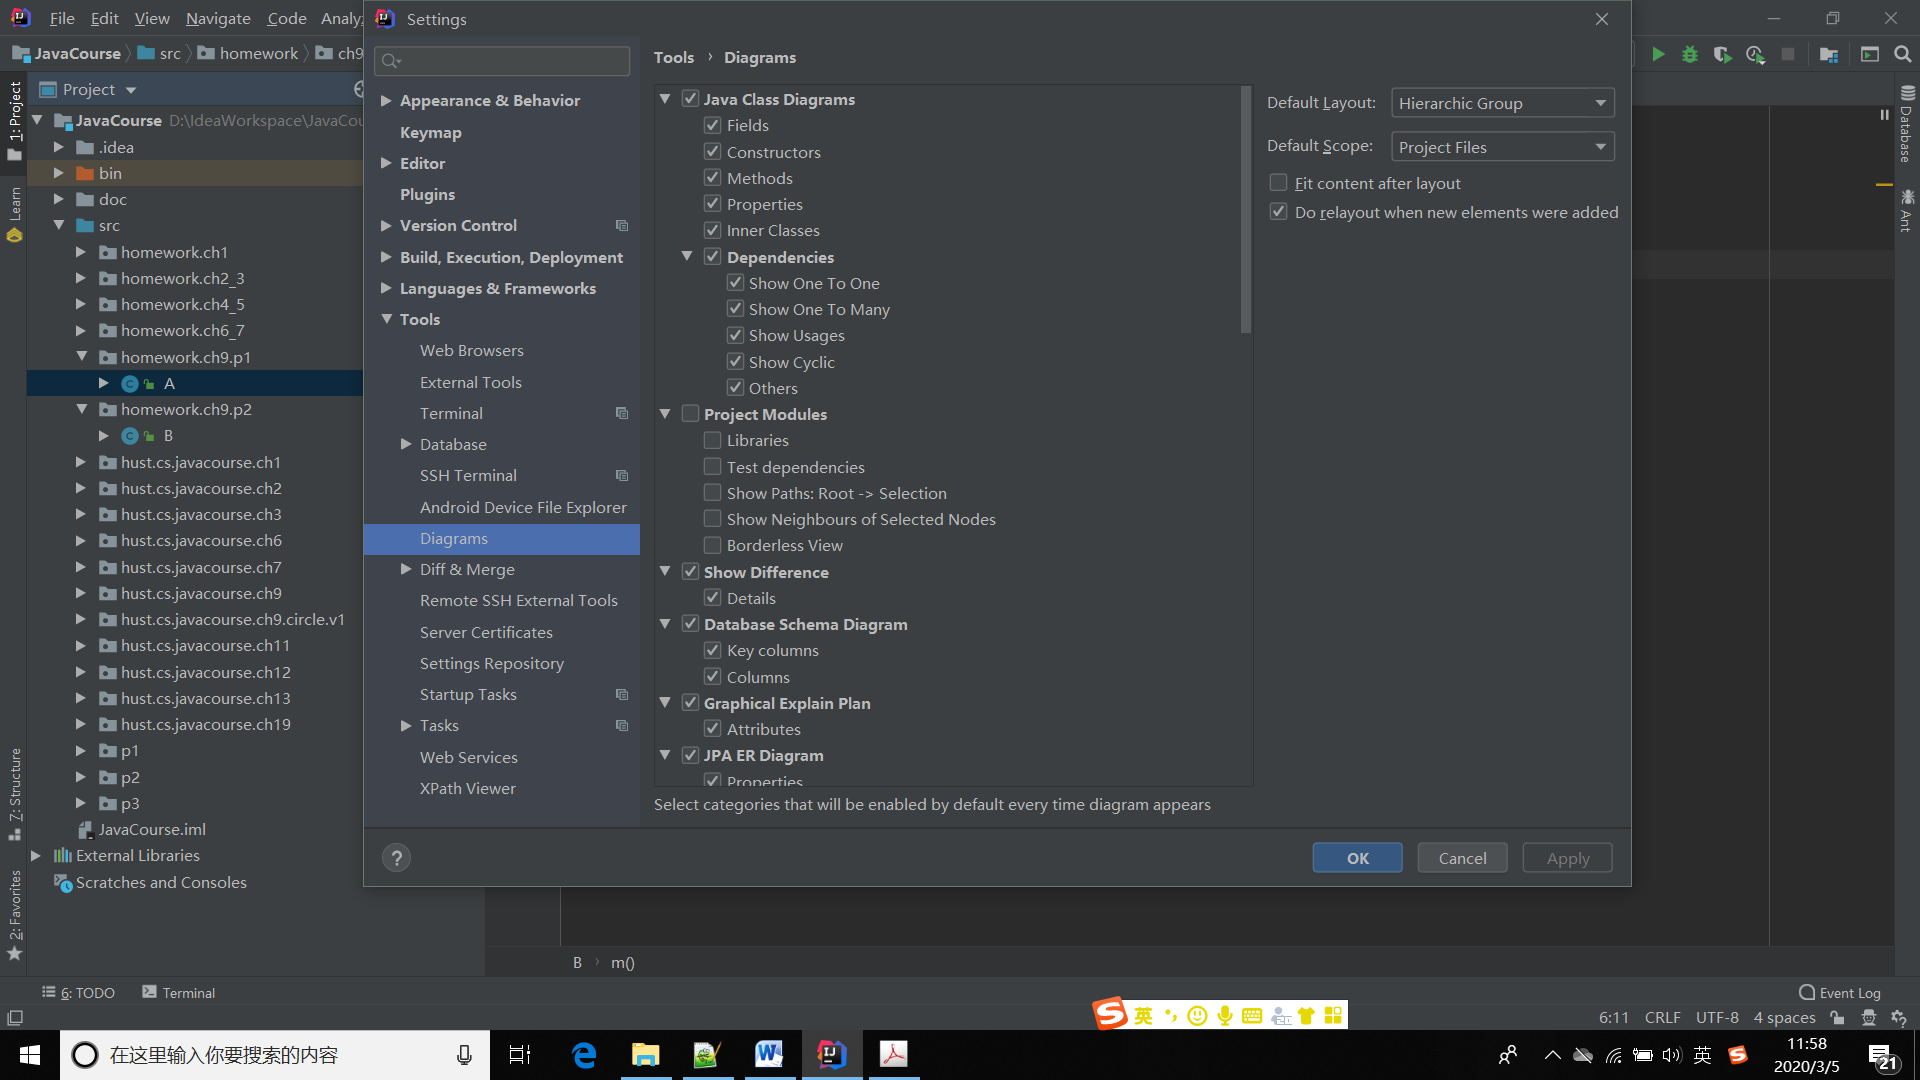 File Edit View Navigate Code Analy
Settings
JavaCourse src homework ch9
Project
1: Project
Learn
7: Structure
2: Favorites
JavaCourse D:\IdeaWorkspace\JavaCou
.idea
bin
doc
src
homework.ch1
homework.ch2_3
homework.ch4_5
homework.ch6_7
homework.ch9.p1
A
homework.ch9.p2
B
hust.cs.javacourse.ch1
hust.cs.javacourse.ch2
hust.cs.javacourse.ch3
hust.cs.javacourse.ch6
hust.cs.javacourse.ch7
hust.cs.javacourse.ch9
hust.cs.javacourse.ch9.circle.v1
hust.cs.javacourse.ch11
hust.cs.javacourse.ch12
hust.cs.javacourse.ch13
hust.cs.javacourse.ch19
p1
p2
p3
JavaCourse.iml
External Libraries
Scratches and Consoles
Appearance & Behavior
Keymap
Editor
Plugins
Version Control
Build, Execution, Deployment
Languages & Frameworks
Tools
Web Browsers
External Tools
Terminal
Database
SSH Terminal
Android Device File Explorer
Diagrams
Diff & Merge
Remote SSH External Tools
Server Certificates
Settings Repository
Startup Tasks
Tasks
Web Services
XPath Viewer
Tools › Diagrams
Java Class Diagrams
Fields
Constructors
Methods
Properties
Inner Classes
Dependencies
Show One To One
Show One To Many
Show Usages
Show Cyclic
Others
Project Modules
Libraries
Test dependencies
Show Paths: Root -> Selection
Show Neighbours of Selected Nodes
Borderless View
Show Difference
Details
Database Schema Diagram
Key columns
Columns
Graphical Explain Plan
Attributes
JPA ER Diagram
Properties
Select categories that will be enabled by default every time diagram appears
Default Layout: Hierarchic Group
Default Scope: Project Files
Fit content after layout
Do relayout when new elements were added
? OK Cancel Apply
Database
Ant
B › m()
6: TODO Terminal Event Log
S 英
6:11 CRLF UTF-8 4 spaces
在这里输入你要搜索的内容
英 S 11:58
2020/3/5
21